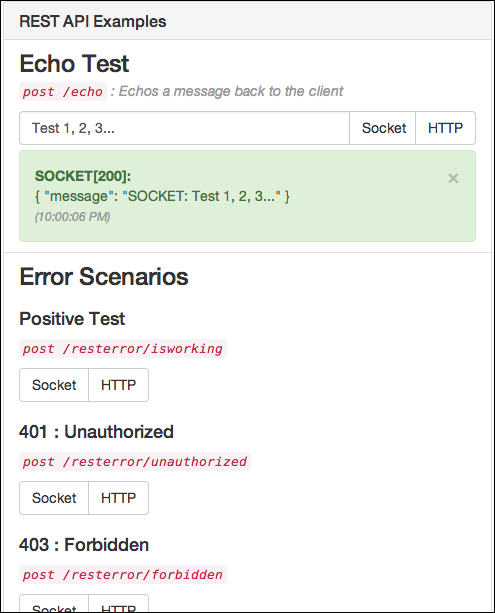 REST API Examples
Echo Test
post /echo : Echos a message back to the client
Test 1, 2, 3... Socket HTTP
SOCKET[200]: ×
{ "message": "SOCKET: Test 1, 2, 3..." }
(10:00:06 PM)
Error Scenarios
Positive Test
post /resterror/isworking
Socket HTTP
401 : Unauthorized
post /resterror/unauthorized
Socket HTTP
403 : Forbidden
post /resterror/forbidden
Socket HTTP